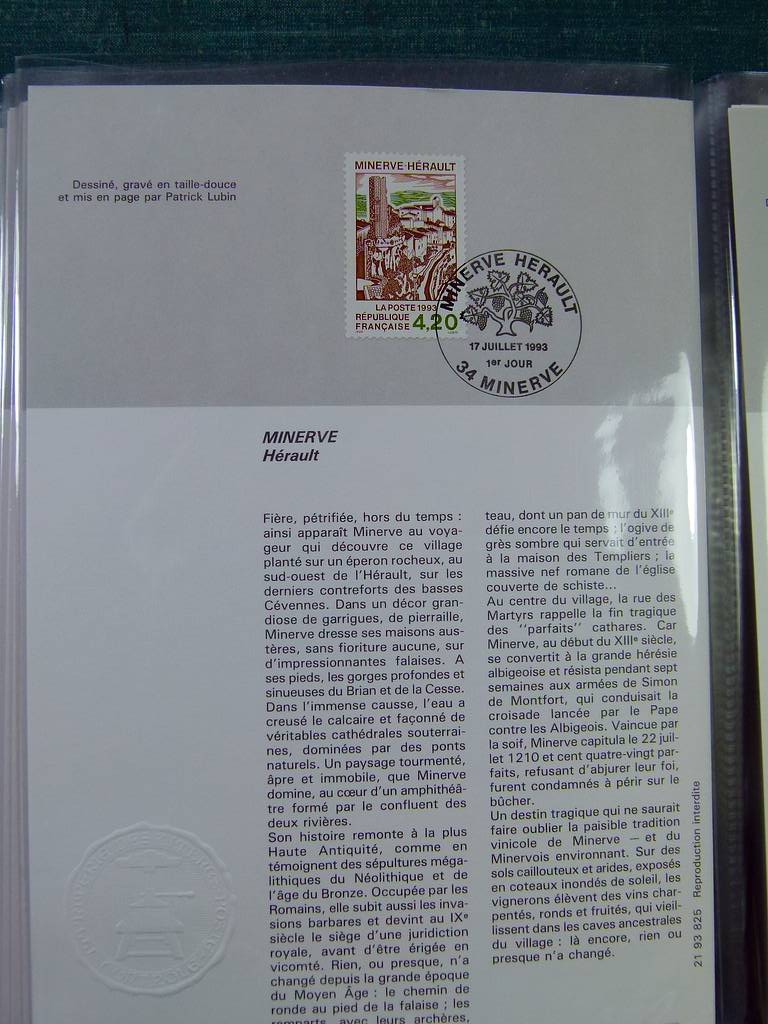 Dessiné, gravé en taille-douce
et mis en page par Patrick Lubin
MINERVE-HÉRAULT
LA POSTE 1993
RÉPUBLIQUE
FRANÇAISE 4,20
MINERVE HERAULT
17 JUILLET 1993
1er JOUR
34 MINERVE
MINERVE
Hérault
Fière, pétrifiée, hors du temps :
ainsi apparaît Minerve au voya-
geur qui découvre ce village
planté sur un éperon rocheux, au
sud-ouest de l'Hérault, sur les
derniers contreforts des basses
Cévennes. Dans un décor gran-
diose de garrigues, de pierraille,
Minerve dresse ses maisons aus-
tères, sans fioriture aucune, sur
d'impressionnantes falaises. A
ses pieds, les gorges profondes et
sinueuses du Brian et de la Cesse.
Dans l'immense causse, l'eau a
creusé le calcaire et façonné de
véritables cathédrales souterrai-
nes, dominées par des ponts
naturels. Un paysage tourmenté,
âpre et immobile, que Minerve
domine, au cœur d'un amphithéâ-
tre formé par le confluent des
deux rivières.
Son histoire remonte à la plus
Haute Antiquité, comme en
témoignent des sépultures méga-
lithiques du Néolithique et de
l'âge du Bronze. Occupée par les
Romains, elle subit aussi les inva-
sions barbares et devint au IXe
siècle le siège d'une juridiction
royale, avant d'être érigée en
vicomté. Rien, ou presque, n'a
changé depuis la grande époque
du Moyen Âge : le chemin de
ronde au pied de la falaise ; les
remparts, avec leurs archères,
teau, dont un pan de mur du XIIIe
défie encore le temps ; l'ogive de
grès sombre qui servait d'entrée
à la maison des Templiers ; la
massive nef romane de l'église
couverte de schiste...
Au centre du village, la rue des
Martyrs rappelle la fin tragique
des "parfaits" cathares. Car
Minerve, au début du XIIIe siècle,
se convertit à la grande hérésie
albigeoise et résista pendant sept
semaines aux armées de Simon
de Montfort, qui conduisait la
croisade lancée par le Pape
contre les Albigeois. Vaincue par
la soif, Minerve capitula le 22 juil-
let 1210 et cent quatre-vingt par-
faits, refusant d'abjurer leur foi,
furent condamnés à périr sur le
bûcher.
Un destin tragique qui ne saurait
faire oublier la paisible tradition
vinicole de Minerve — et du
Minervois environnant. Sur des
sols caillouteux et arides, exposés
en coteaux inondés de soleil, les
vignerons élèvent des vins char-
pentés, ronds et fruités, qui vieil-
lissent dans les caves ancestrales
du village : là encore, rien ou
presque n'a changé.
21 93 825 Reproduction interdite